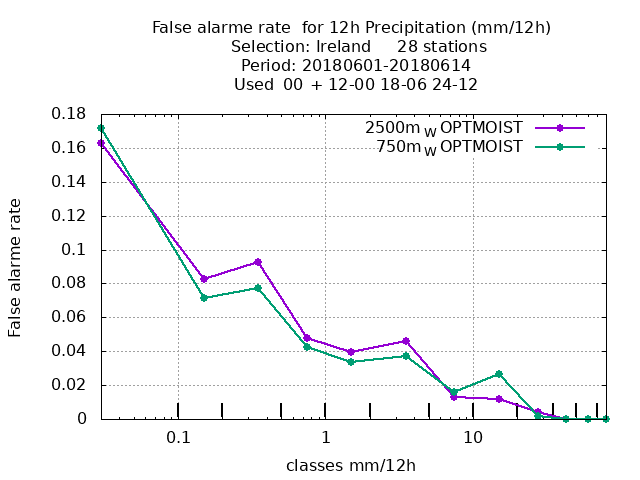 False alarme rate  for 12h Precipitation (mm/12h)
Selection: Ireland     28 stations
Period: 20180601-20180614
Used  00  + 12-00 18-06 24-12
0.18
2500m W OPTMOIST
750m W OPTMOIST
0.16
0.14
0.12
0.1
0.08
0.06
0.04
0.02
0
False alarme rate
0.1
1
10
classes mm/12h